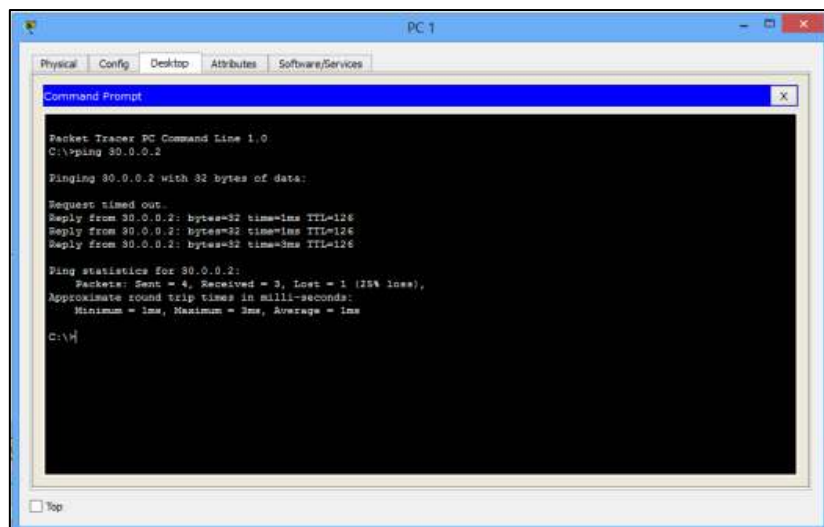 PC 1
Physical Config Desktop Attributes Software/Services
Command Prompt
X
Packet Tracer PC Command Line 1.0
C:\>ping 30.0.0.2
Pinging 30.0.0.2 with 32 bytes of data:
Request timed out.
Reply from 30.0.0.2: bytes=32 time=1ms TTL=126
Reply from 30.0.0.2: bytes=32 time=1ms TTL=126
Reply from 30.0.0.2: bytes=32 time=3ms TTL=126
Ping statistics for 30.0.0.2:
Packets: Sent = 4, Received = 3, Lost = 1 (25% loss),
Approximate round trip times in milli-seconds:
Minimum = 1ms, Maximum = 3ms, Average = 1ms
C:\>
Top